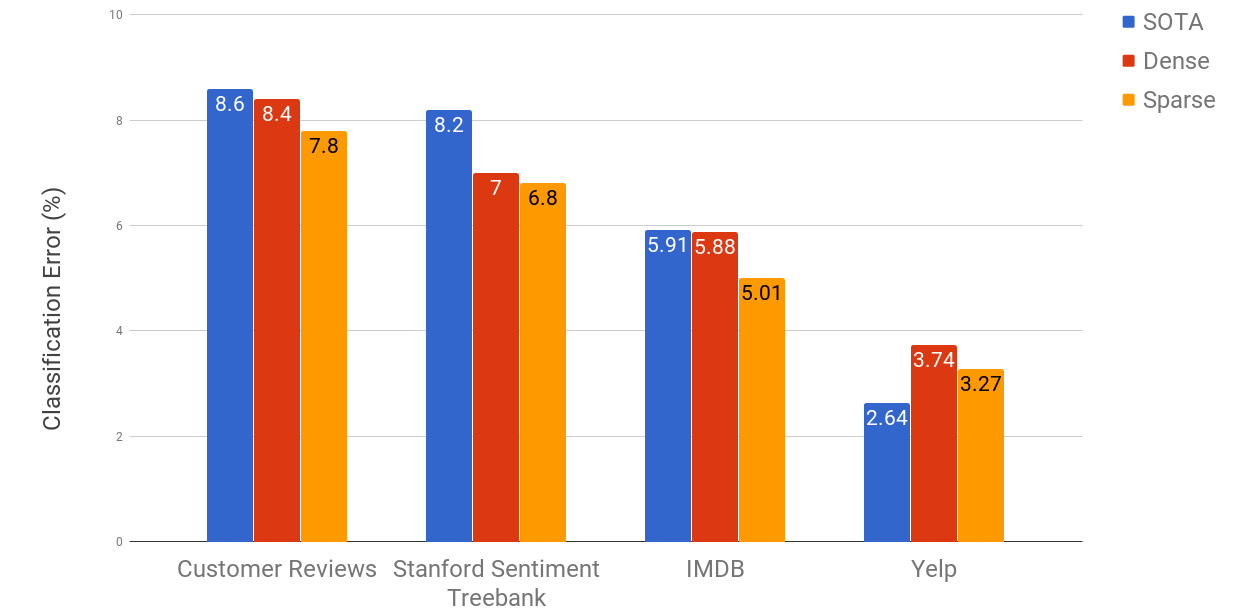 10
8
6
4
2
0
Classification Error (%)
8.6
8.4
7.8
8.2
7
6.8
5.91
5.88
5.01
2.64
3.74
3.27
Customer Reviews
Stanford Sentiment
Treebank
IMDB
Yelp
SOTA
Dense
Sparse